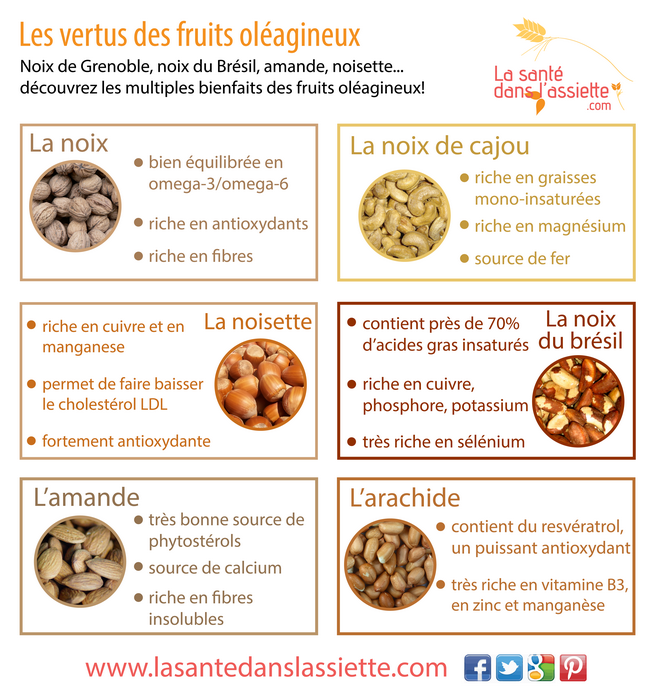 Les vertus des fruits oléagineux
Noix de Grenoble, noix du Brésil, amande, noisette...
découvrez les multiples bienfaits des fruits oléagineux!
La santé
dans l'assiette
.com
La noix
bien équilibrée en
omega-3/omega-6
riche en antioxydants
riche en fibres
La noix de cajou
riche en graisses
mono-insaturées
riche en magnésium
source de fer
La noisette
riche en cuivre et en
manganese
permet de faire baisser
le cholestérol LDL
fortement antioxydante
La noix
du brésil
contient près de 70%
d'acides gras insaturés
riche en cuivre,
phosphore, potassium
très riche en sélénium
L'amande
très bonne source de
phytostérols
source de calcium
riche en fibres
insolubles
L'arachide
contient du resvératrol,
un puissant antioxydant
très riche en vitamine B3,
en zinc et manganèse
www.lasantedanslassiette.com